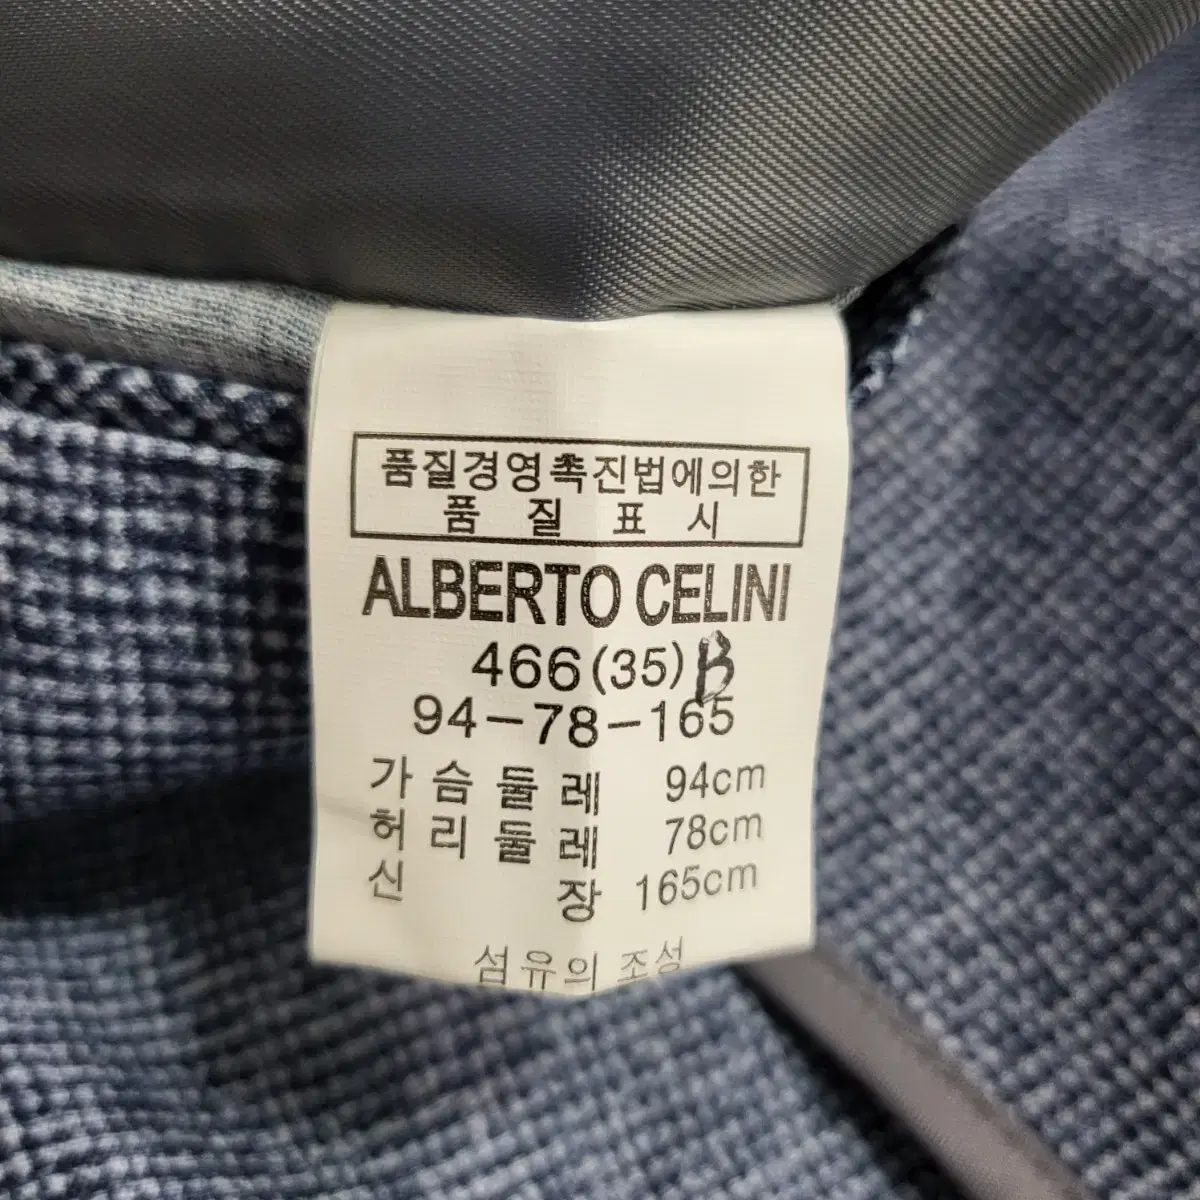 품질경영촉진법에의한
품 질 표 시
ALBERTO CELINI
466(35) B
94-78-165
가 슴 둘 레 94cm
허 리 둘 레 78cm
신 장 165cm
섬유의 조성